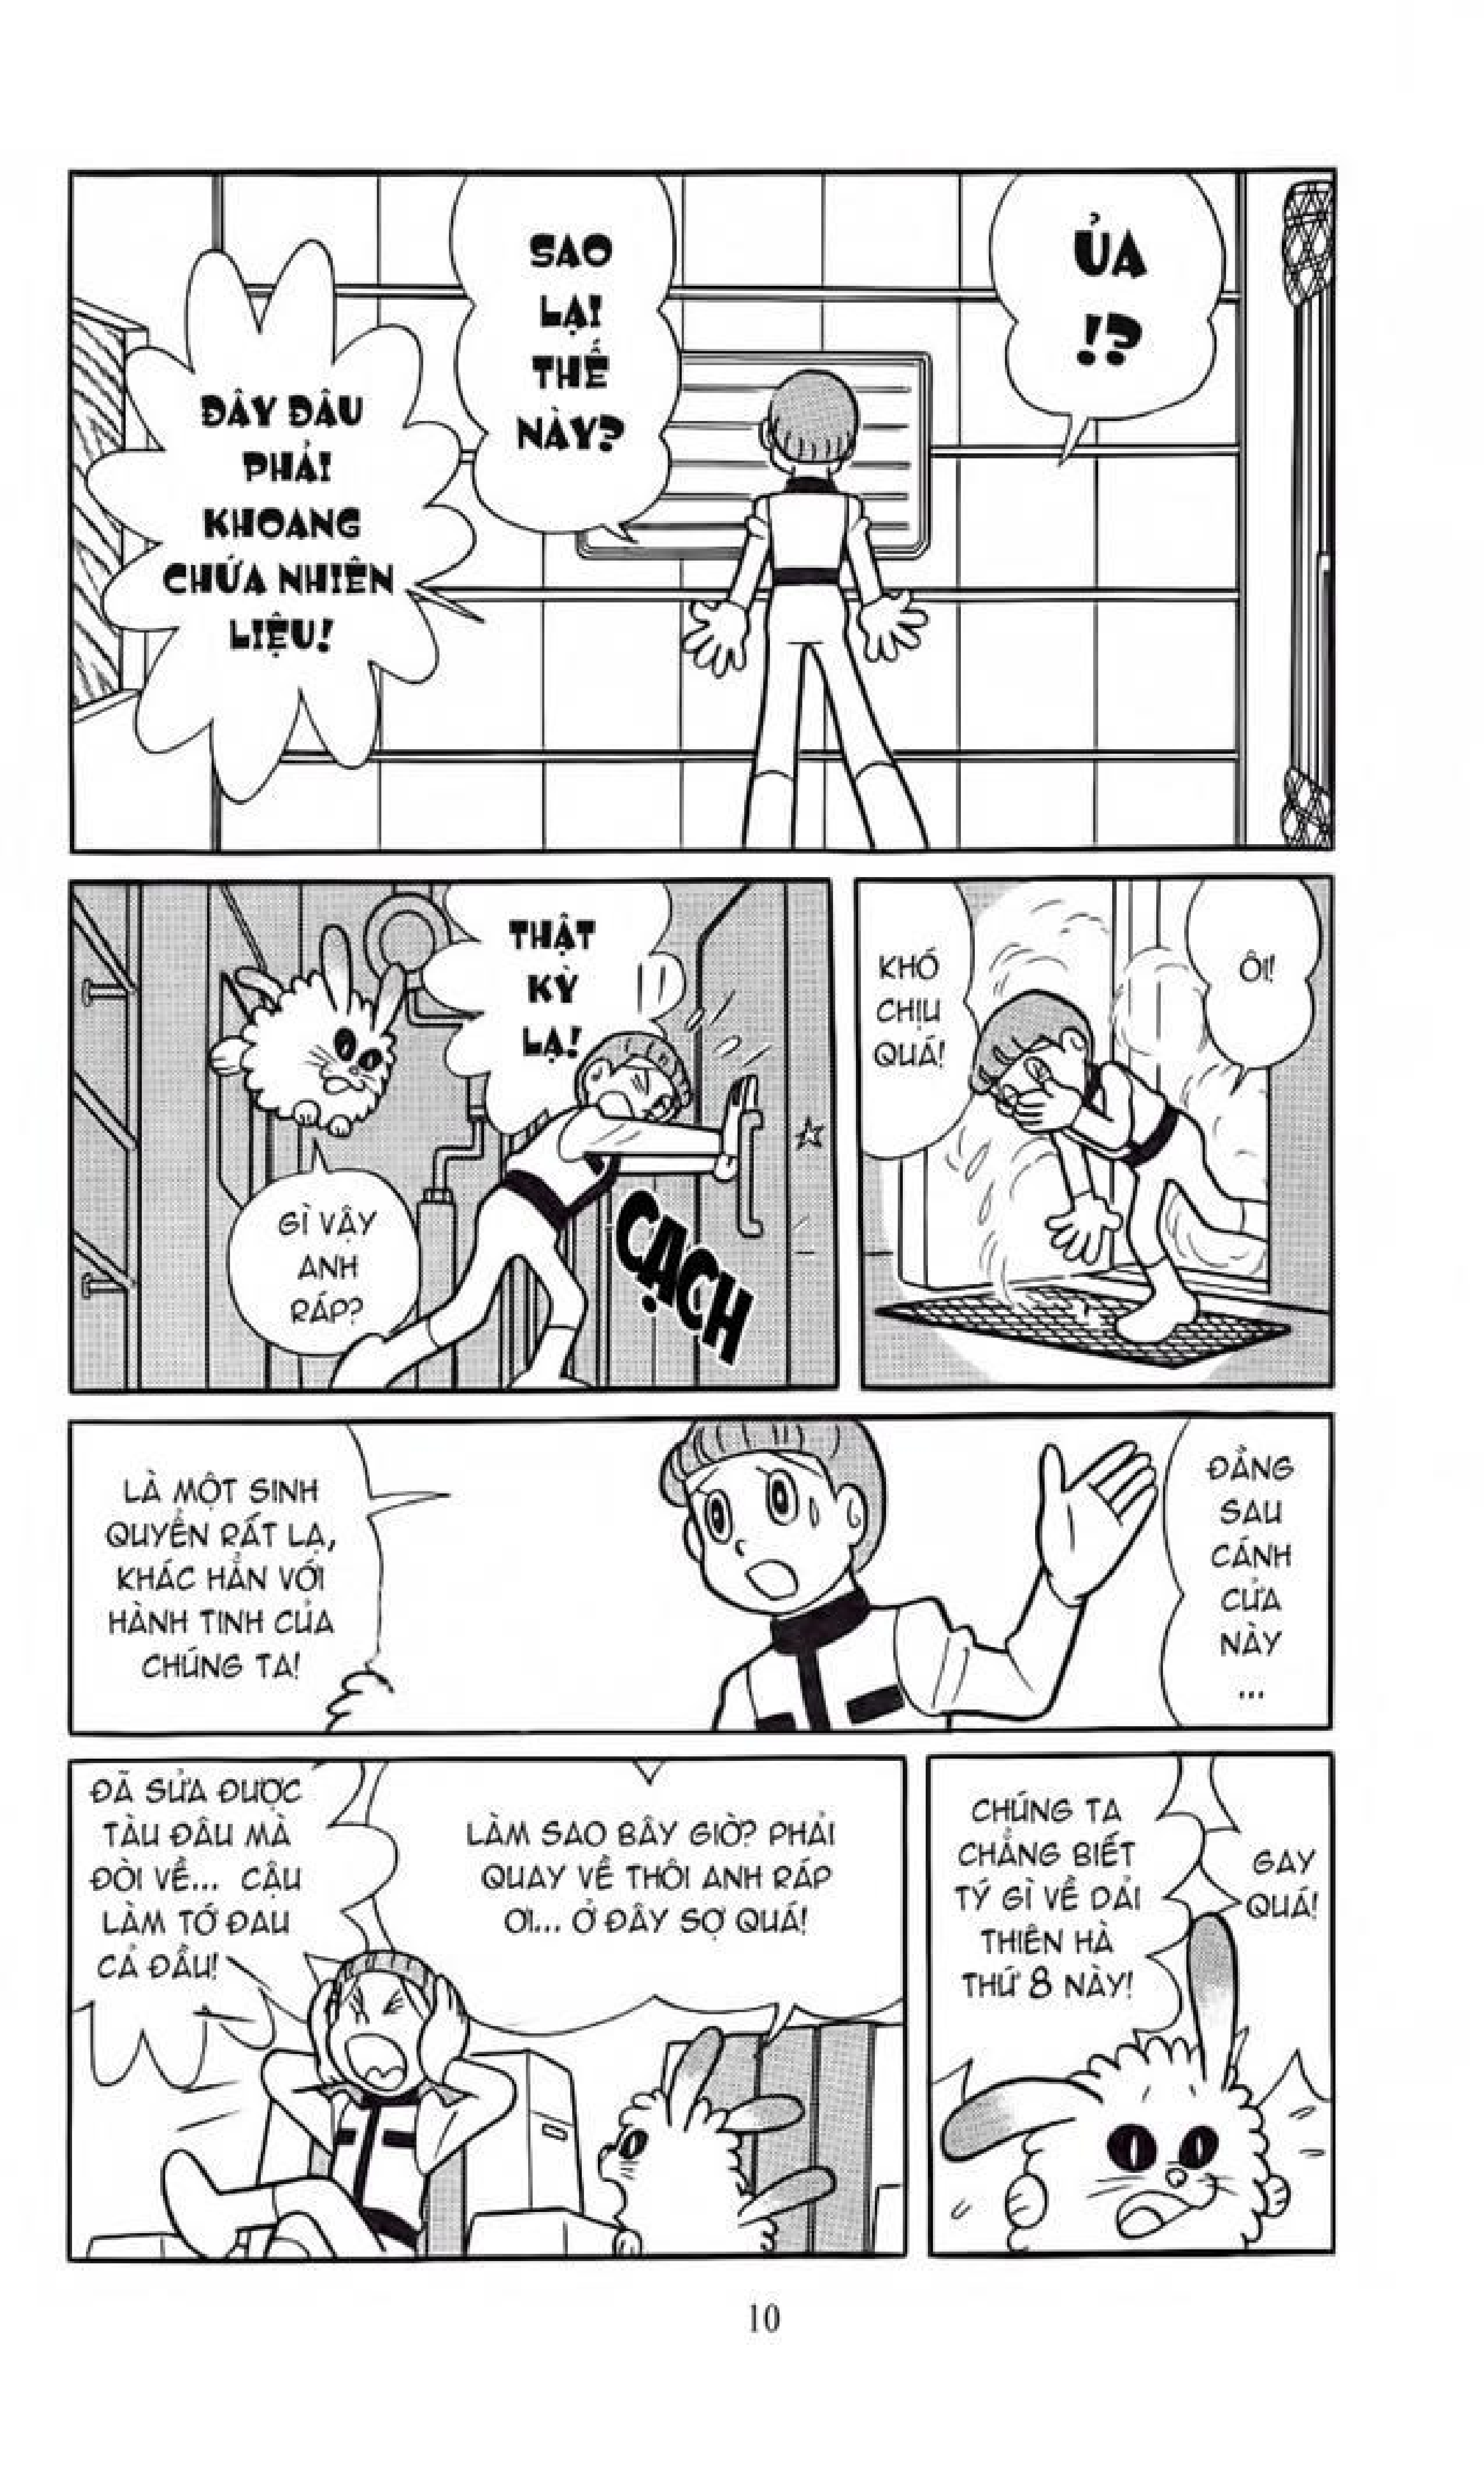 ỦA
!?
SAO
LẠI
THẾ
NÀY?
ĐÂY ĐÂU
PHẢI
KHOANG
CHỨA NHIÊN
LIỆU!
ÔI!
KHÓ
CHỊU
QUÁ!
THẬT
KỲ
LẠ!
CẠCH
GÌ VẬY
ANH
RÁP?
ĐẰNG
SAU
CÁNH
CỬA
NÀY
...
LÀ MỘT SINH
QUYỂN RẤT LẠ,
KHÁC HẲN VỚI
HÀNH TINH CỦA
CHÚNG TA!
GAY
QUÁ!
CHÚNG TA
CHẲNG BIẾT
TÝ GÌ VỀ DẢI
THIÊN HÀ
THỨ 8 NÀY!
LÀM SAO BÂY GIỜ? PHẢI
QUAY VỀ THÔI ANH RÁP
ƠI... Ở ĐÂY SỢ QUÁ!
ĐÃ SỬA ĐƯỢC
TÀU ĐÂU MÀ
ĐÒI VỀ... CẬU
LÀM TỚ ĐAU
CẢ ĐẦU!
10